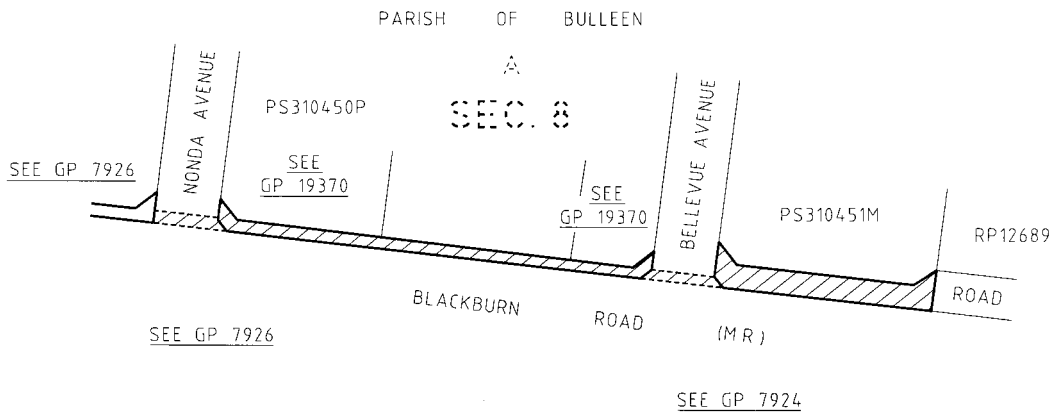 PARISH OF BULLEEN
A
SEC. 8
NONDA AVENUE
PS310450P
SEE GP 7926
SEE
GP 19370
SEE
GP 19370
BELLEVUE AVENUE
PS310451M
RP12689
ROAD
BLACKBURN ROAD (MR)
SEE GP 7926
SEE GP 7924